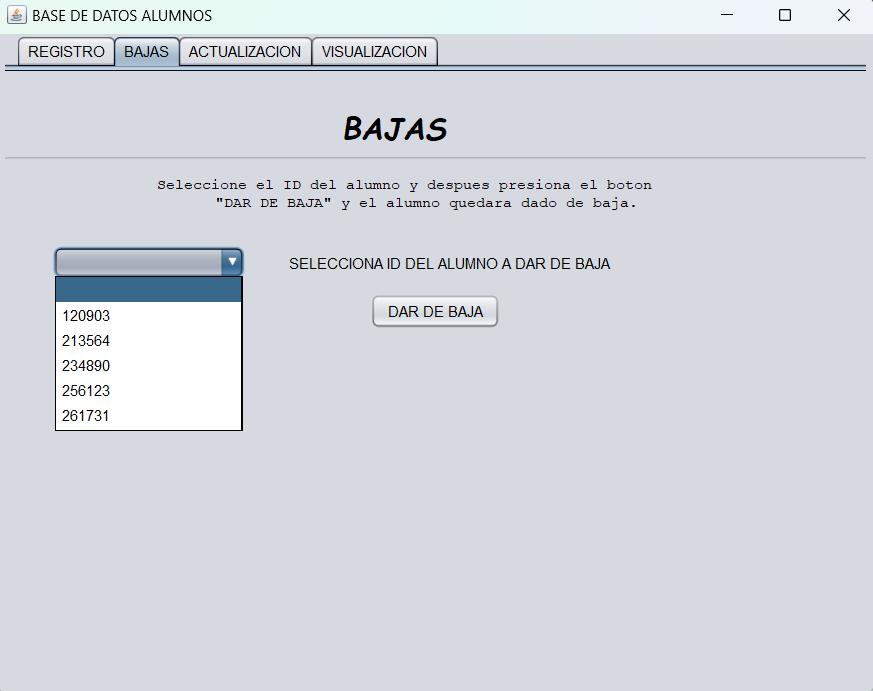 BASE DE DATOS ALUMNOS
REGISTRO BAJAS ACTUALIZACION VISUALIZACION
BAJAS
Seleccione el ID del alumno y despues presiona el boton
"DAR DE BAJA" y el alumno quedara dado de baja.
SELECCIONA ID DEL ALUMNO A DAR DE BAJA
DAR DE BAJA
120903
213564
234890
256123
261731